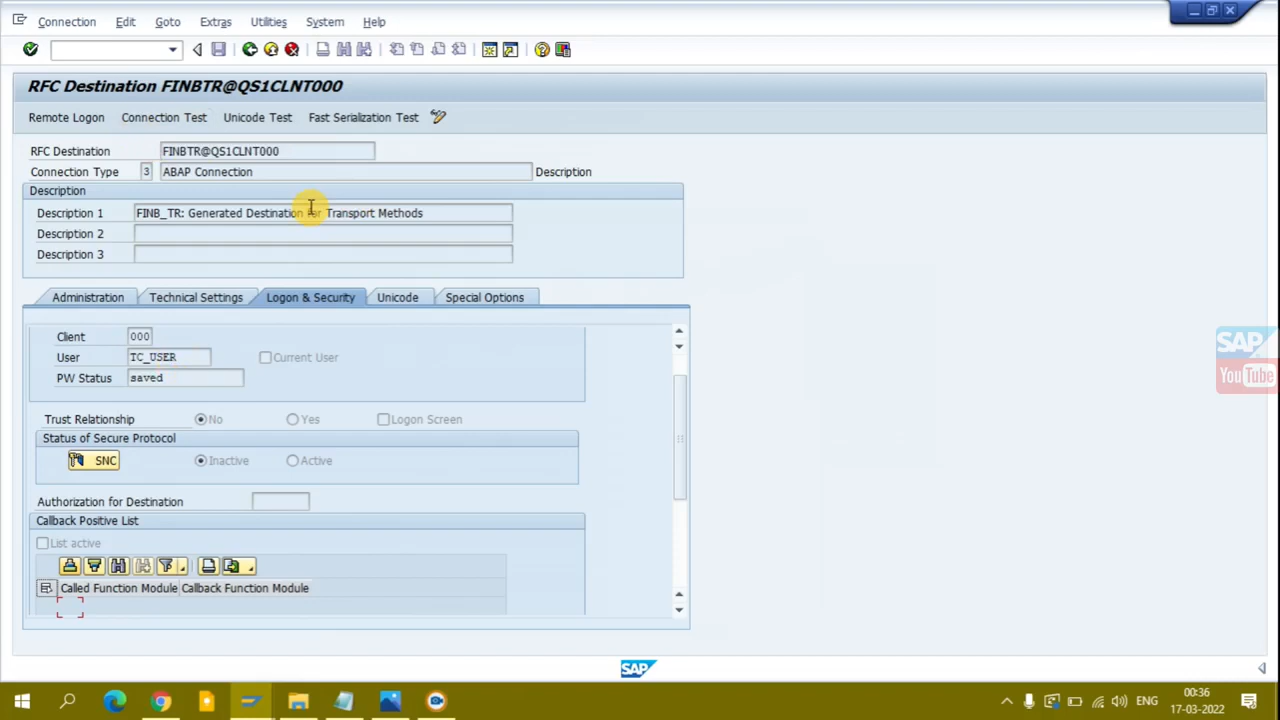 Connection Edit Goto Extras Utilities System Help
RFC Destination FINBTR@QS1CLNT000
Remote Logon Connection Test Unicode Test Fast Serialization Test
RFC Destination FINBTR@QS1CLNT000
Connection Type 3 ABAP Connection Description
Description
Description 1 FINB_TR: Generated Destination for Transport Methods
Description 2
Description 3
Administration Technical Settings Logon & Security Unicode Special Options
Client 000
User TC_USER Current User
PW Status saved
Trust Relationship No Yes Logon Screen
Status of Secure Protocol
SNC Inactive Active
Authorization for Destination
Callback Positive List
List active
Called Function Module Callback Function Module
SAP
YouTube
SAP
ENG
00:36
17-03-2022